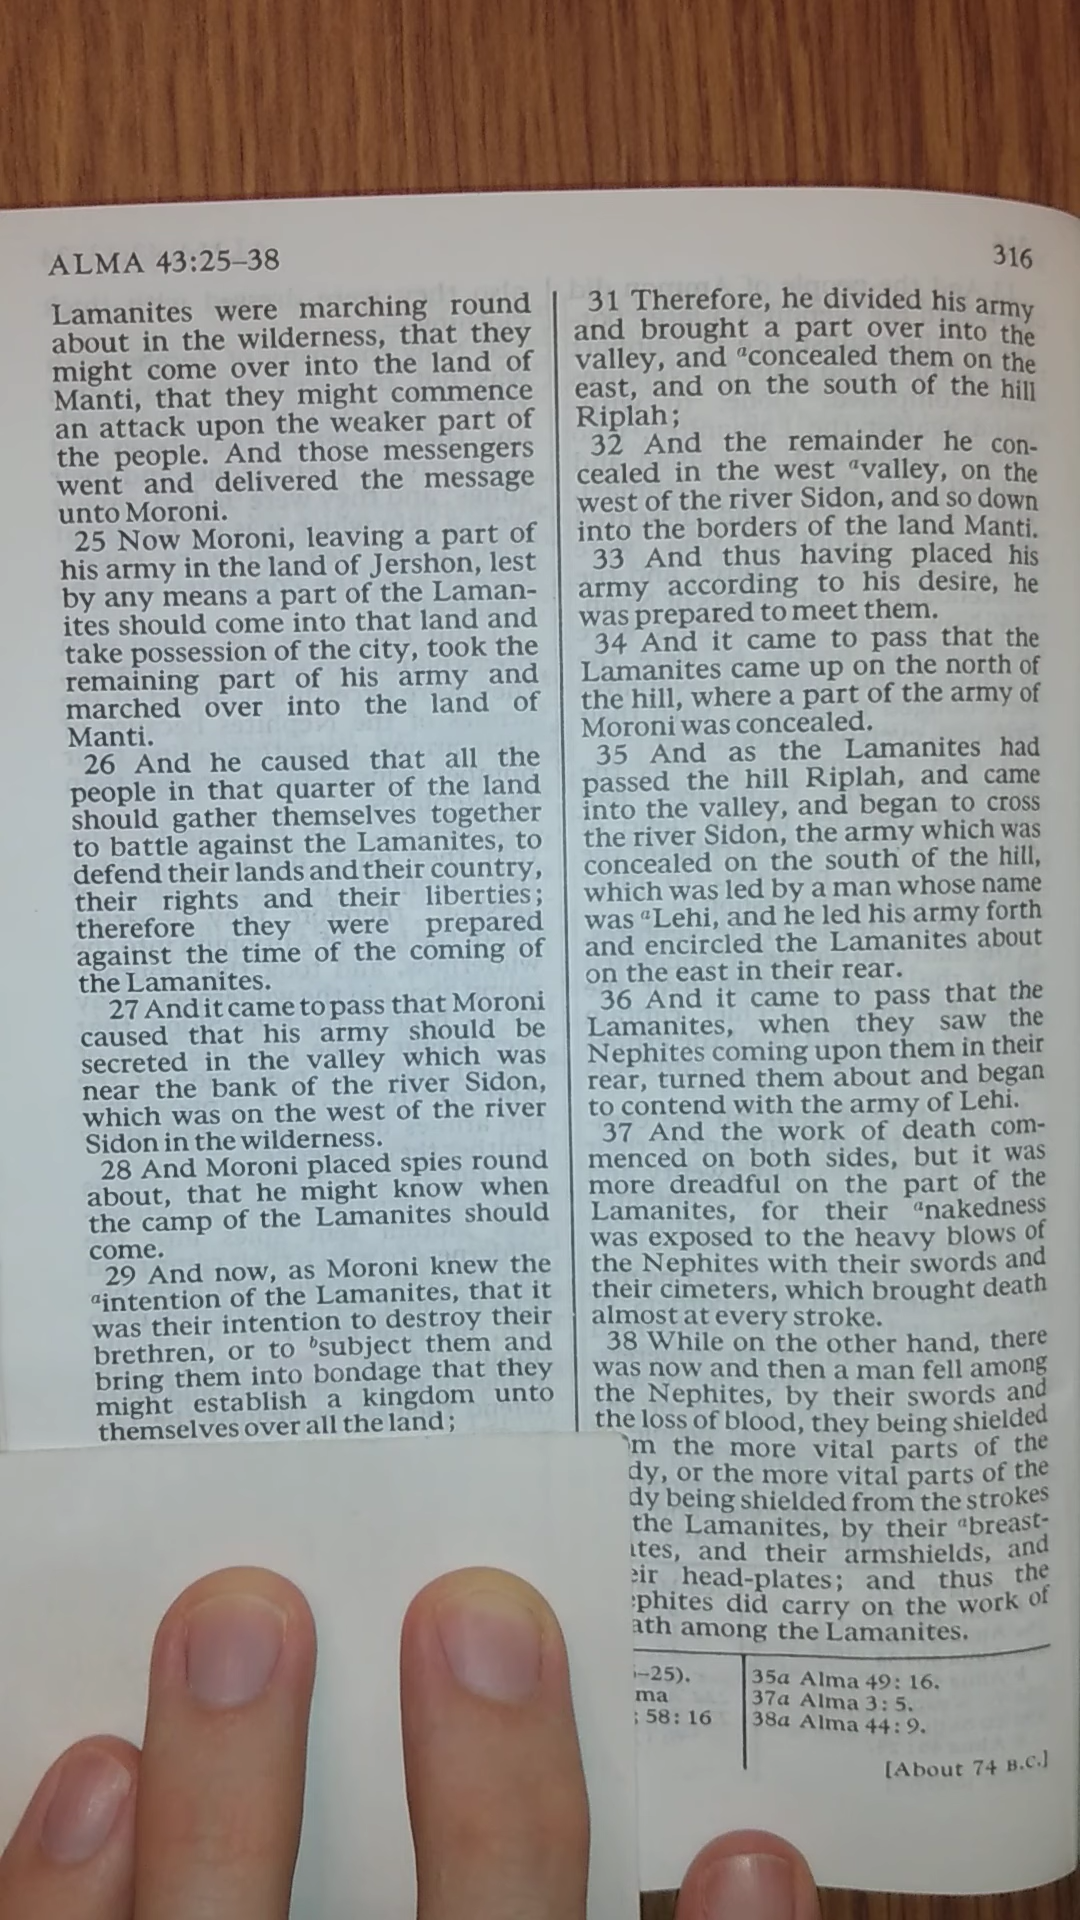 ALMA 43:25–38
316
Lamanites were marching round
about in the wilderness, that they
might come over into the land of
Manti, that they might commence
an attack upon the weaker part of
the people. And those messengers
went and delivered the message
unto Moroni.
25 Now Moroni, leaving a part of
his army in the land of Jershon, lest
by any means a part of the Laman-
ites should come into that land and
take possession of the city, took the
remaining part of his army and
marched over into the land of
Manti.
26 And he caused that all the
people in that quarter of the land
should gather themselves together
to battle against the Lamanites, to
defend their lands and their country,
their rights and their liberties;
therefore they were prepared
against the time of the coming of
the Lamanites.
27 And it came to pass that Moroni
caused that his army should be
secreted in the valley which was
near the bank of the river Sidon,
which was on the west of the river
Sidon in the wilderness.
28 And Moroni placed spies round
about, that he might know when
the camp of the Lamanites should
come.
29 And now, as Moroni knew the
aintention of the Lamanites, that it
was their intention to destroy their
brethren, or to bsubject them and
bring them into bondage that they
might establish a kingdom unto
themselves over all the land;
31 Therefore, he divided his army
and brought a part over into the
valley, and aconcealed them on the
east, and on the south of the hill
Riplah;
32 And the remainder he con-
cealed in the west avalley, on the
west of the river Sidon, and so down
into the borders of the land Manti.
33 And thus having placed his
army according to his desire, he
was prepared to meet them.
34 And it came to pass that the
Lamanites came up on the north of
the hill, where a part of the army of
Moroni was concealed.
35 And as the Lamanites had
passed the hill Riplah, and came
into the valley, and began to cross
the river Sidon, the army which was
concealed on the south of the hill,
which was led by a man whose name
was aLehi, and he led his army forth
and encircled the Lamanites about
on the east in their rear.
36 And it came to pass that the
Lamanites, when they saw the
Nephites coming upon them in their
rear, turned them about and began
to contend with the army of Lehi.
37 And the work of death com-
menced on both sides, but it was
more dreadful on the part of the
Lamanites, for their anakedness
was exposed to the heavy blows of
the Nephites with their swords and
their cimeters, which brought death
almost at every stroke.
38 While on the other hand, there
was now and then a man fell among
the Nephites, by their swords and
the loss of blood, they being shielded
the more vital parts of the
or the more vital parts of the
being shielded from the strokes
the Lamanites, by their abreast-
and their armshields, and
head-plates; and thus the
did carry on the work of
among the Lamanites.
–25).
; 58: 16
35a Alma 49: 16.
37a Alma 3: 5.
38a Alma 44: 9.
[About 74 B.C.]